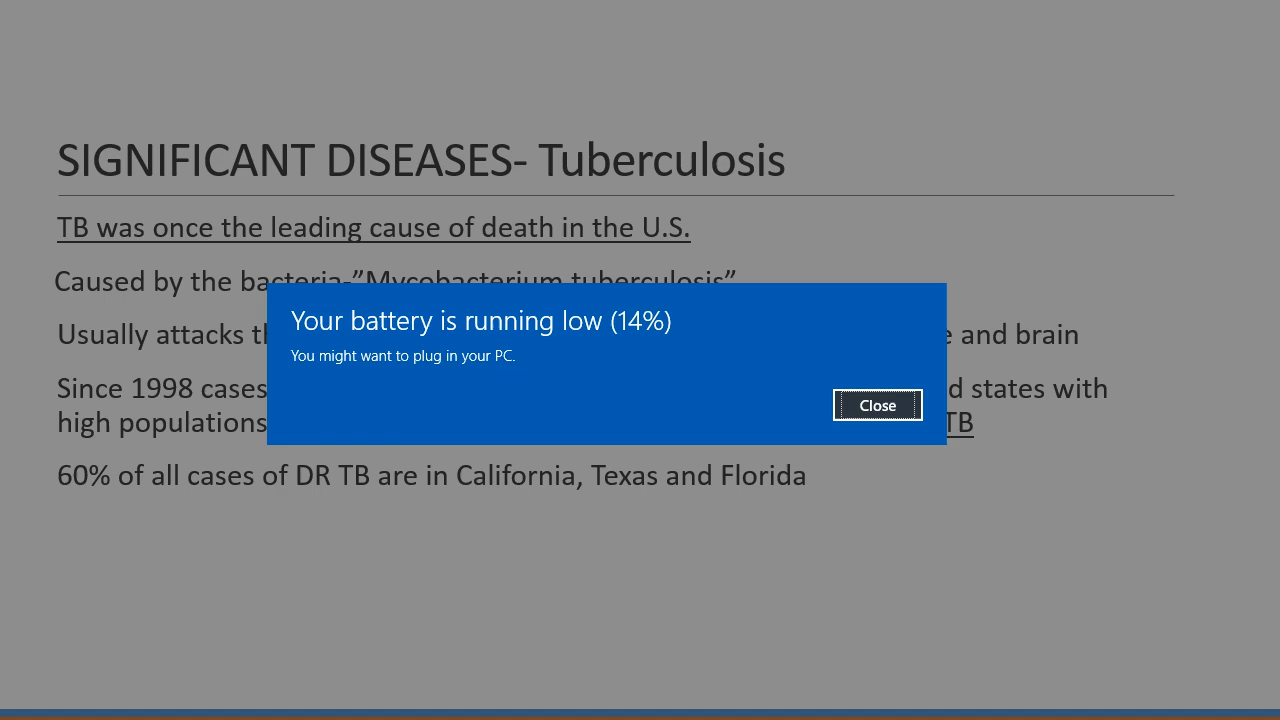 SIGNIFICANT DISEASES- Tuberculosis
TB was once the leading cause of death in the U.S.
Caused by the bacteria-”Mycobacterium tuberculosis”
Your battery is running low (14%)
Usually attacks and brain
You might want to plug in your PC.
Since 1998 cases states with
Close
high populations TB
60% of all cases of DR TB are in California, Texas and Florida